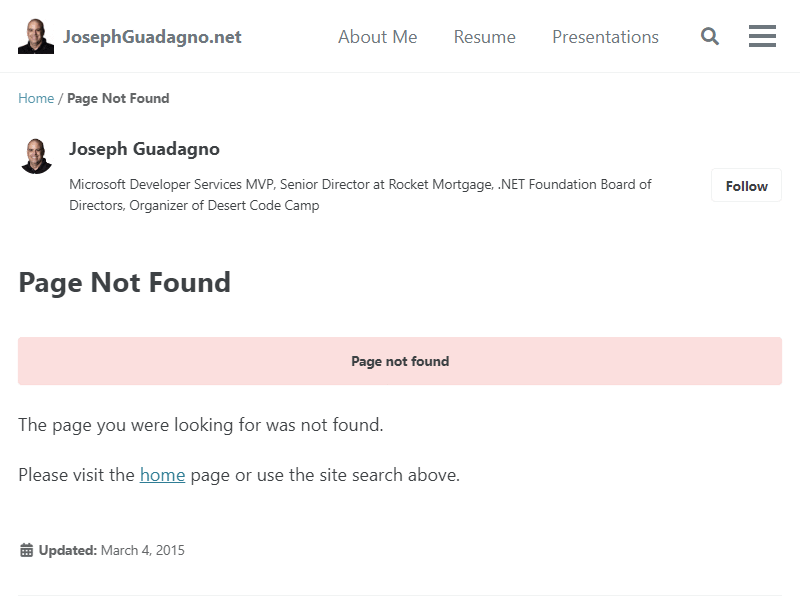 JosephGuadagno.net
About Me
Resume
Presentations
Home / Page Not Found
Joseph Guadagno
Microsoft Developer Services MVP, Senior Director at Rocket Mortgage, .NET Foundation Board of
Directors, Organizer of Desert Code Camp
Follow
Page Not Found
Page not found
The page you were looking for was not found.
Please visit the home page or use the site search above.
Updated: March 4, 2015